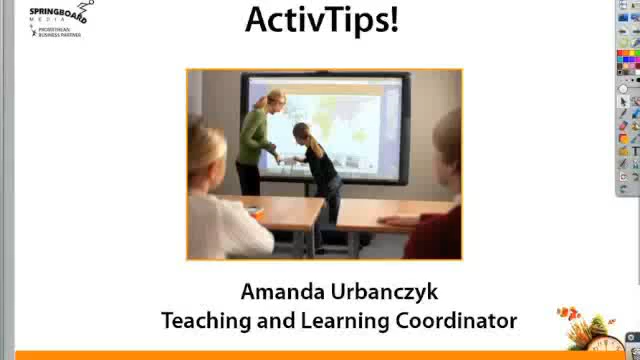 SPRINGBOARD
MEDIA
PROMETHEAN
BUSINESS PARTNER
ActivTips!
Amanda Urbanczyk
Teaching and Learning Coordinator